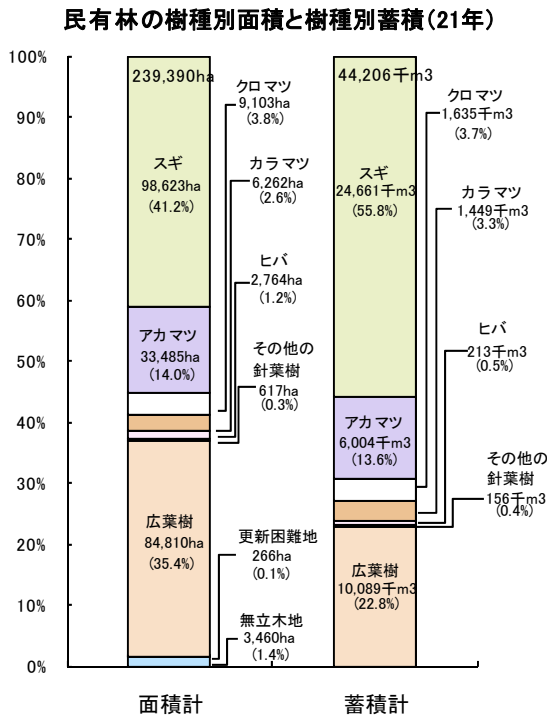 民有林の樹種別面積と樹種別蓄積（21年）
100%
90%
80%
70%
60%
50%
40%
30%
20%
10%
0%
239,390ha
スギ
98,623ha
(41.2%)
アカマツ
33,485ha
(14.0%)
広葉樹
84,810ha
(35.4%)
クロマツ
9,103ha
(3.8%)
カラマツ
6,262ha
(2.6%)
ヒバ
2,764ha
(1.2%)
その他の
針葉樹
617ha
(0.3%)
更新困難地
266ha
(0.1%)
無立木地
3,460ha
(1.4%)
44,206千m3
スギ
24,661千m3
(55.8%)
アカマツ
6,004千m3
(13.6%)
広葉樹
10,089千m3
(22.8%)
クロマツ
1,635千m3
(3.7%)
カラマツ
1,449千m3
(3.3%)
ヒバ
213千m3
(0.5%)
その他の
針葉樹
156千m3
(0.4%)
面積計
蓄積計